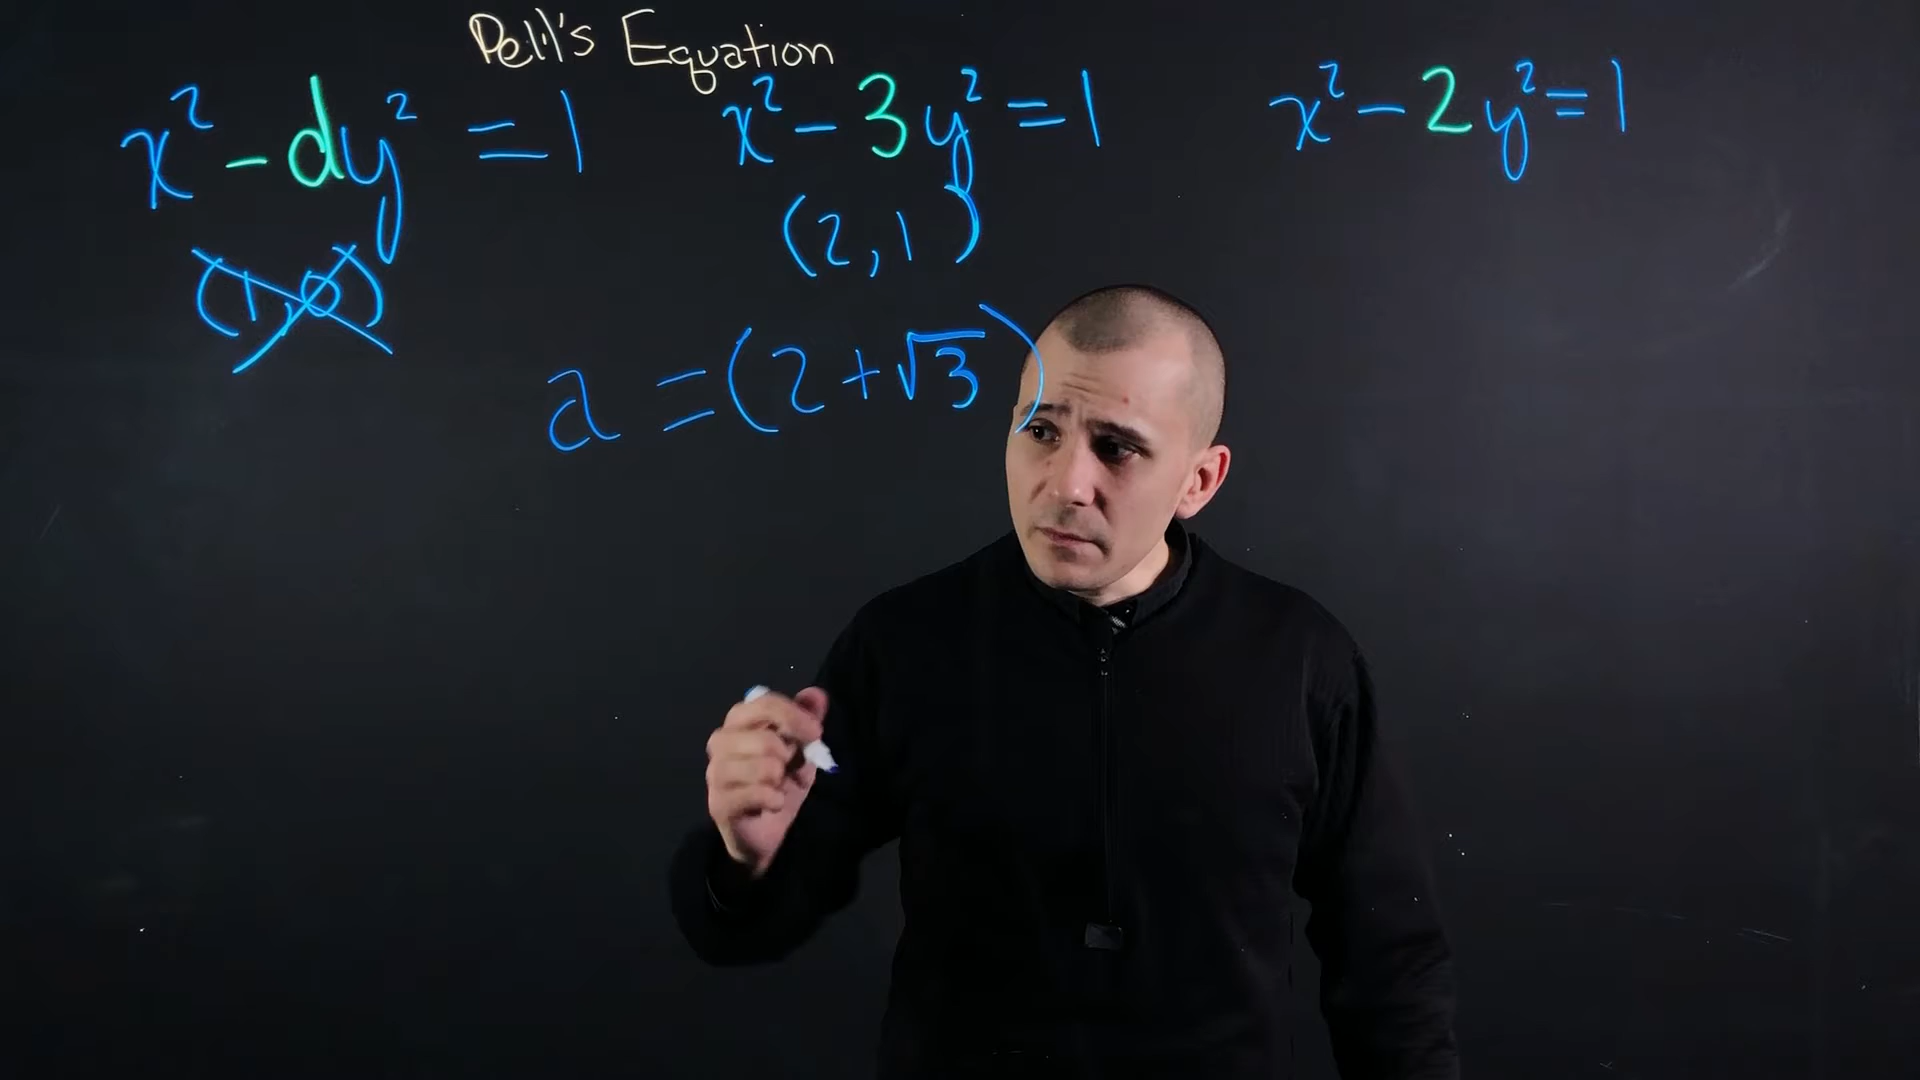 Pell's Equation
x² - dy² = 1
x² - 3y² = 1
x² - 2y² = 1
(1,0)
(2,1)
a = (2+√3)